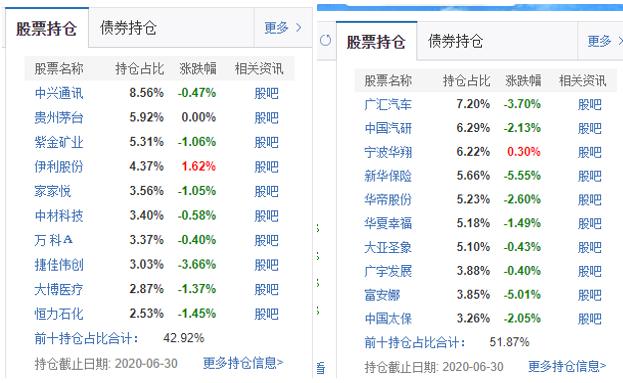 股票持仓 债券持仓 更多 >
股票名称 持仓占比 涨跌幅 相关资讯
中兴通讯 8.56% -0.47% 股吧
贵州茅台 5.92% 0.00% 股吧
紫金矿业 5.31% -1.06% 股吧
伊利股份 4.37% 1.62% 股吧
家家悦 3.56% -1.05% 股吧
中材科技 3.40% -0.58% 股吧
万科A 3.37% -0.40% 股吧
捷佳伟创 3.03% -3.66% 股吧
大博医疗 2.87% -1.37% 股吧
恒力石化 2.53% -1.45% 股吧
前十持仓占比合计: 42.92%
持仓截止日期: 2020-06-30 更多持仓信息>
股票持仓 债券持仓 更多 >
股票名称 持仓占比 涨跌幅 相关资讯
广汇汽车 7.20% -3.70% 股吧
中国汽研 6.29% -2.13% 股吧
宁波华翔 6.22% 0.30% 股吧
新华保险 5.66% -5.55% 股吧
华帝股份 5.23% -2.60% 股吧
华夏幸福 5.18% -1.49% 股吧
大亚圣象 5.10% -0.43% 股吧
广宇发展 3.88% -0.40% 股吧
富安娜 3.85% -5.01% 股吧
中国太保 3.26% -2.05% 股吧
前十持仓占比合计: 51.87%
持仓截止日期: 2020-06-30 更多持仓信息>